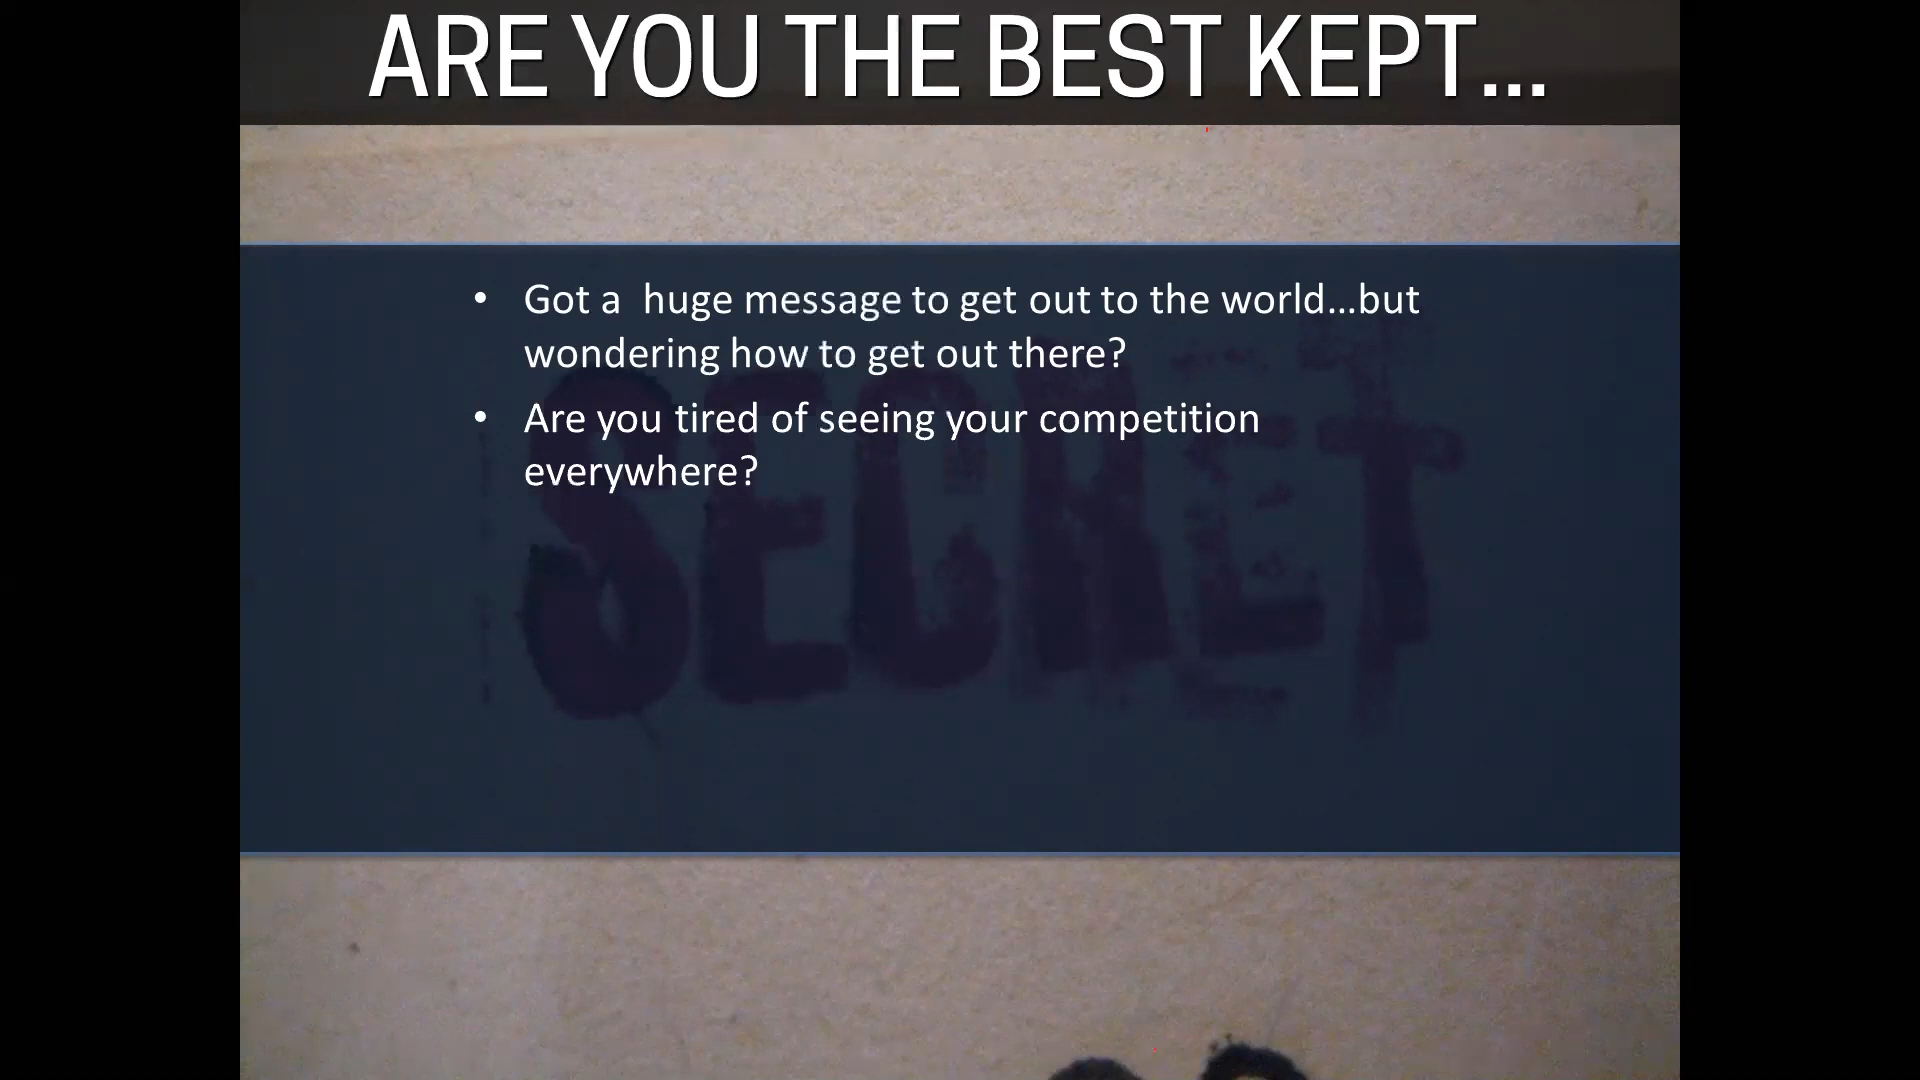 ARE YOU THE BEST KEPT...
• Got a  huge message to get out to the world...but
wondering how to get out there?
• Are you tired of seeing your competition
everywhere?
SECRET